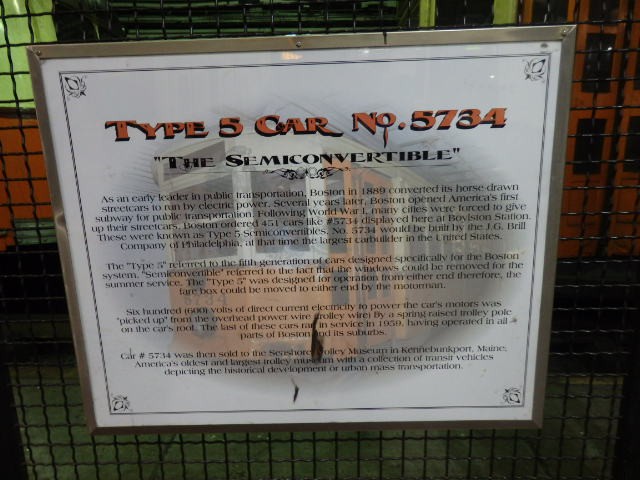 TYPE 5 CAR NO. 5734
"THE SEMICONVERTIBLE"
As an early leader in public transportation, Boston in 1889 converted its horse-drawn
streetcars to run by electric power. Several years later, Boston opened America's first
subway for public transportation. Following World War I, many cities were forced to give
up their streetcars. Boston ordered 451 cars like #5734 displayed here at Boylston Station.
These were known as Type 5 Semiconvertibles. No. 5734 would be built by the J.G. Brill
Company of Philadelphia, at that time the largest carbuilder in the United States.
The "Type 5" referred to the fifth generation of cars designed specifically for the Boston
system. "Semiconvertible" referred to the fact that the windows could be removed for the
summer service. The "Type 5" was designed for operation from either end therefore, the
fare box could be moved to either end by the motorman.
Six hundred (600) volts of direct current electricity to power the car's motors was
"picked up" from the overhead power wire (trolley wire) By a spring raised trolley pole
on the car's roof. The last of these cars ran in service in 1959, having operated in all
parts of Boston and its suburbs.
Car # 5734 was then sold to the Seashore Trolley Museum in Kennebunkport, Maine,
America's oldest and largest trolley museum with a collection of transit vehicles
depicting the historical development or urban mass transportation.